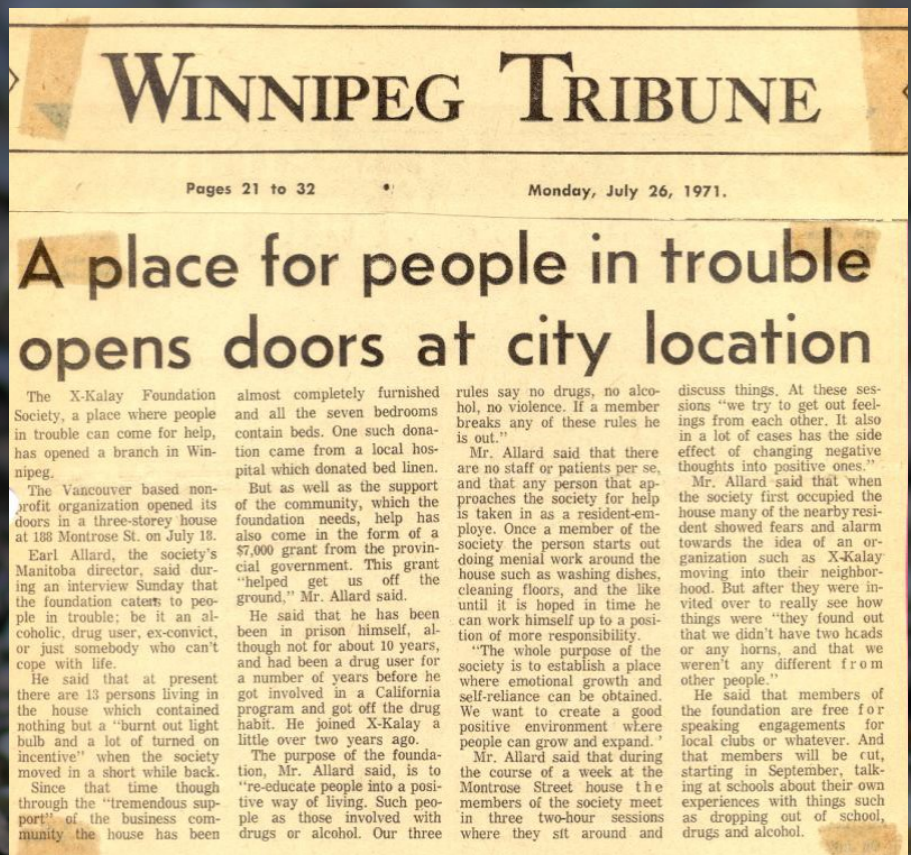 WINNIPEG TRIBUNE
Pages 21 to 32 • Monday, July 26, 1971.
A place for people in trouble
opens doors at city location
The X-Kalay Foundation
Society, a place where people
in trouble can come for help,
has opened a branch in Win-
nipeg.
The Vancouver based non-
profit organization opened its
doors in a three-storey house
at 188 Montrose St. on July 18.
Earl Allard, the society's
Manitoba director, said dur-
ing an interview Sunday that
the foundation caters to peo-
ple in trouble; be it an al-
coholic, drug user, ex-convict,
or just somebody who can't
cope with life.
He said that at present
there are 13 persons living in
the house which contained
nothing but a "burnt out light
bulb and a lot of turned on
incentive" when the society
moved in a short while back.
Since that time though
through the "tremendous sup-
port" of the business com-
munity the house has been
almost completely furnished
and all the seven bedrooms
contain beds. One such dona-
tion came from a local hos-
pital which donated bed linen.
But as well as the support
of the community, which the
foundation needs, help has
also come in the form of a
$7,000 grant from the provin-
cial government. This grant
"helped get us off the
ground," Mr. Allard said.
He said that he has been
been in prison himself, al-
though not for about 10 years,
and had been a drug user for
a number of years before he
got involved in a California
program and got off the drug
habit. He joined X-Kalay a
little over two years ago.
The purpose of the founda-
tion, Mr. Allard said, is to
"re-educate people into a posi-
tive way of living. Such peo-
ple as those involved with
drugs or alcohol. Our three
rules say no drugs, no alco-
hol, no violence. If a member
breaks any of these rules he
is out."
Mr. Allard said that there
are no staff or patients per se,
and that any person that ap-
proaches the society for help
is taken in as a resident-em-
ploye. Once a member of the
society the person starts out
doing menial work around the
house such as washing dishes,
cleaning floors, and the like
until it is hoped in time he
can work himself up to a posi-
tion of more responsibility.
"The whole purpose of the
society is to establish a place
where emotional growth and
self-reliance can be obtained.
We want to create a good
positive environment where
people can grow and expand.'
Mr. Allard said that during
the course of a week at the
Montrose Street house the
members of the society meet
in three two-hour sessions
where they sit around and
discuss things. At these ses-
sions "we try to get out feel-
ings from each other. It also
in a lot of cases has the side
effect of changing negative
thoughts into positive ones."
Mr. Allard said that when
the society first occupied the
house many of the nearby resi-
dent showed fears and alarm
towards the idea of an or-
ganization such as X-Kalay
moving into their neighbor-
hood. But after they were in-
vited over to really see how
things were "they found out
that we didn't have two heads
or any horns, and that we
weren't any different from
other people."
He said that members of
the foundation are free for
speaking engagements for
local clubs or whatever. And
that members will be cut,
starting in September, talk-
ing at schools about their own
experiences with things such
as dropping out of school,
drugs and alcohol.